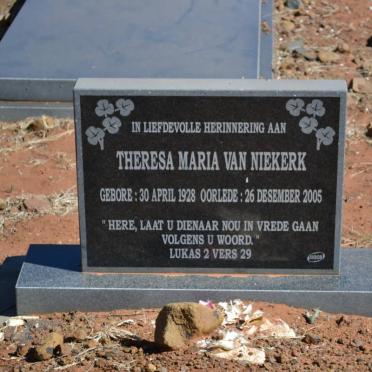 IN LIEFDEVOLLE HERINNERING AAN
THERESA MARIA VAN NIEKERK
GEBORE : 30 APRIL 1928 OORLEDE : 26 DESEMBER 2005
" HERE, LAAT U DIENAAR NOU IN VREDE GAAN
VOLGENS U WOORD. "
LUKAS 2 VERS 29